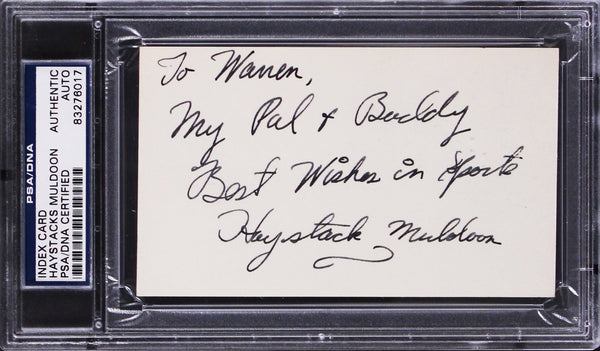 PSA/DNA
INDEX CARD
HAYSTACKS MULDOON
PSA/DNA CERTIFIED
AUTHENTIC
AUTO
83276017
To Warren,
My Pal & Buddy
Best Wishes in Sports
Haystack Muldoon